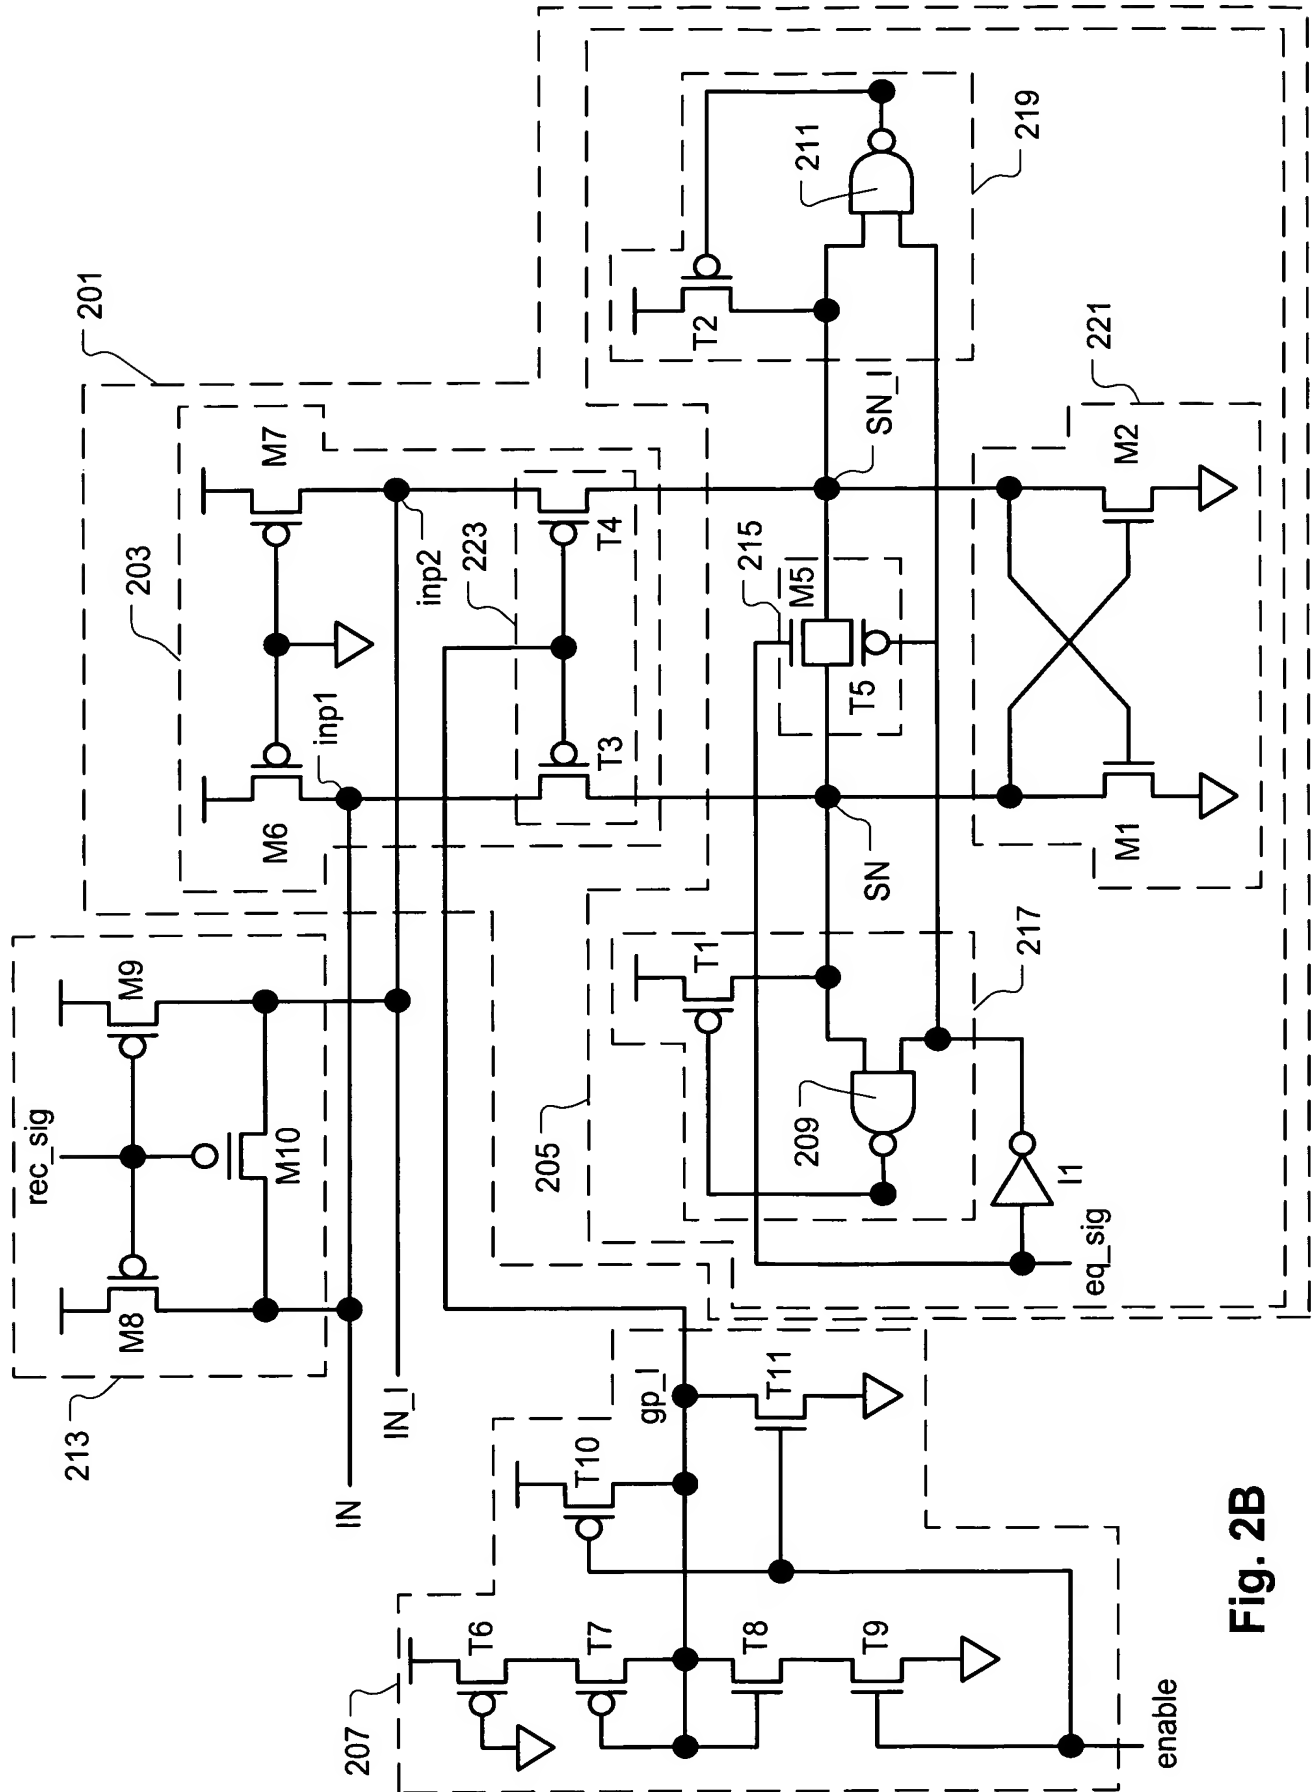 201
203
M7
M6
inp1
inp2
223
T4
T3
rec_sig
M9
M8
M10
213
IN
IN_I
219
211
T2
SN_I
215
M5
T5
SN
221
M2
M1
T1
217
209
205
I1
eq_sig
gp_I
T10
T11
207
T6
T7
T8
T9
enable
Fig. 2B